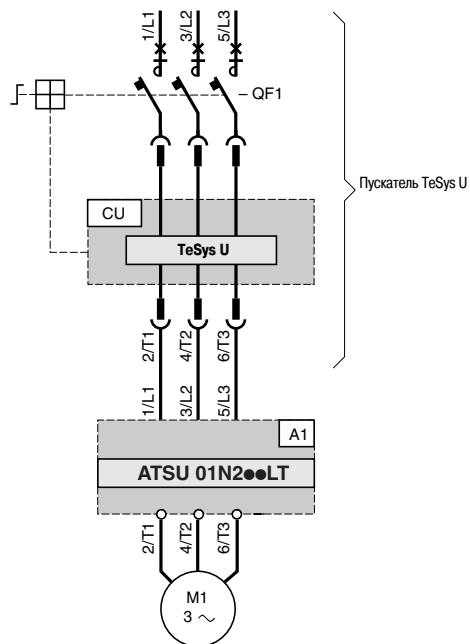 1/L1 3/L2 5/L3
QF1
Пускатель TeSys U
CU
TeSys U
2/T1 4/T2 6/T3
1/L1 3/L2 5/L3
A1
ATSU 01N2●●LT
2/T1 4/T2 6/T3
M1
3 ~